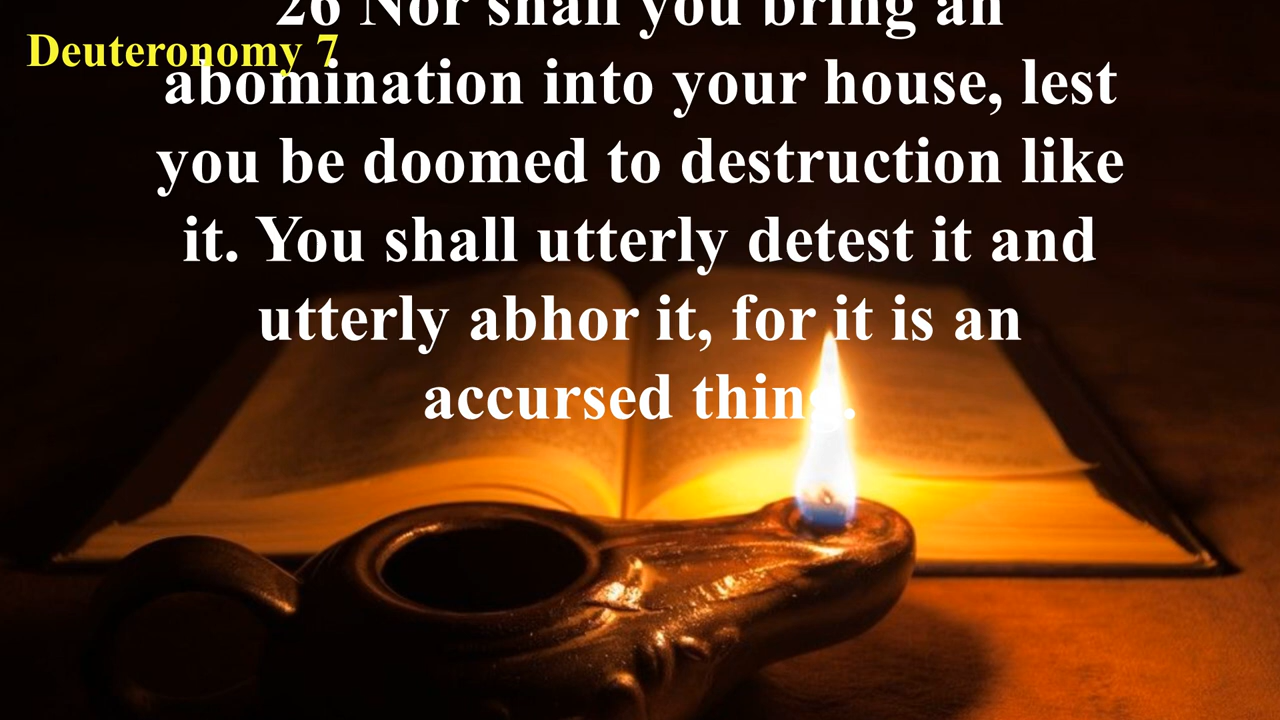 26 Nor shall you bring an
Deuteronomy 7
abomination into your house, lest
you be doomed to destruction like
it. You shall utterly detest it and
utterly abhor it, for it is an
accursed thing.